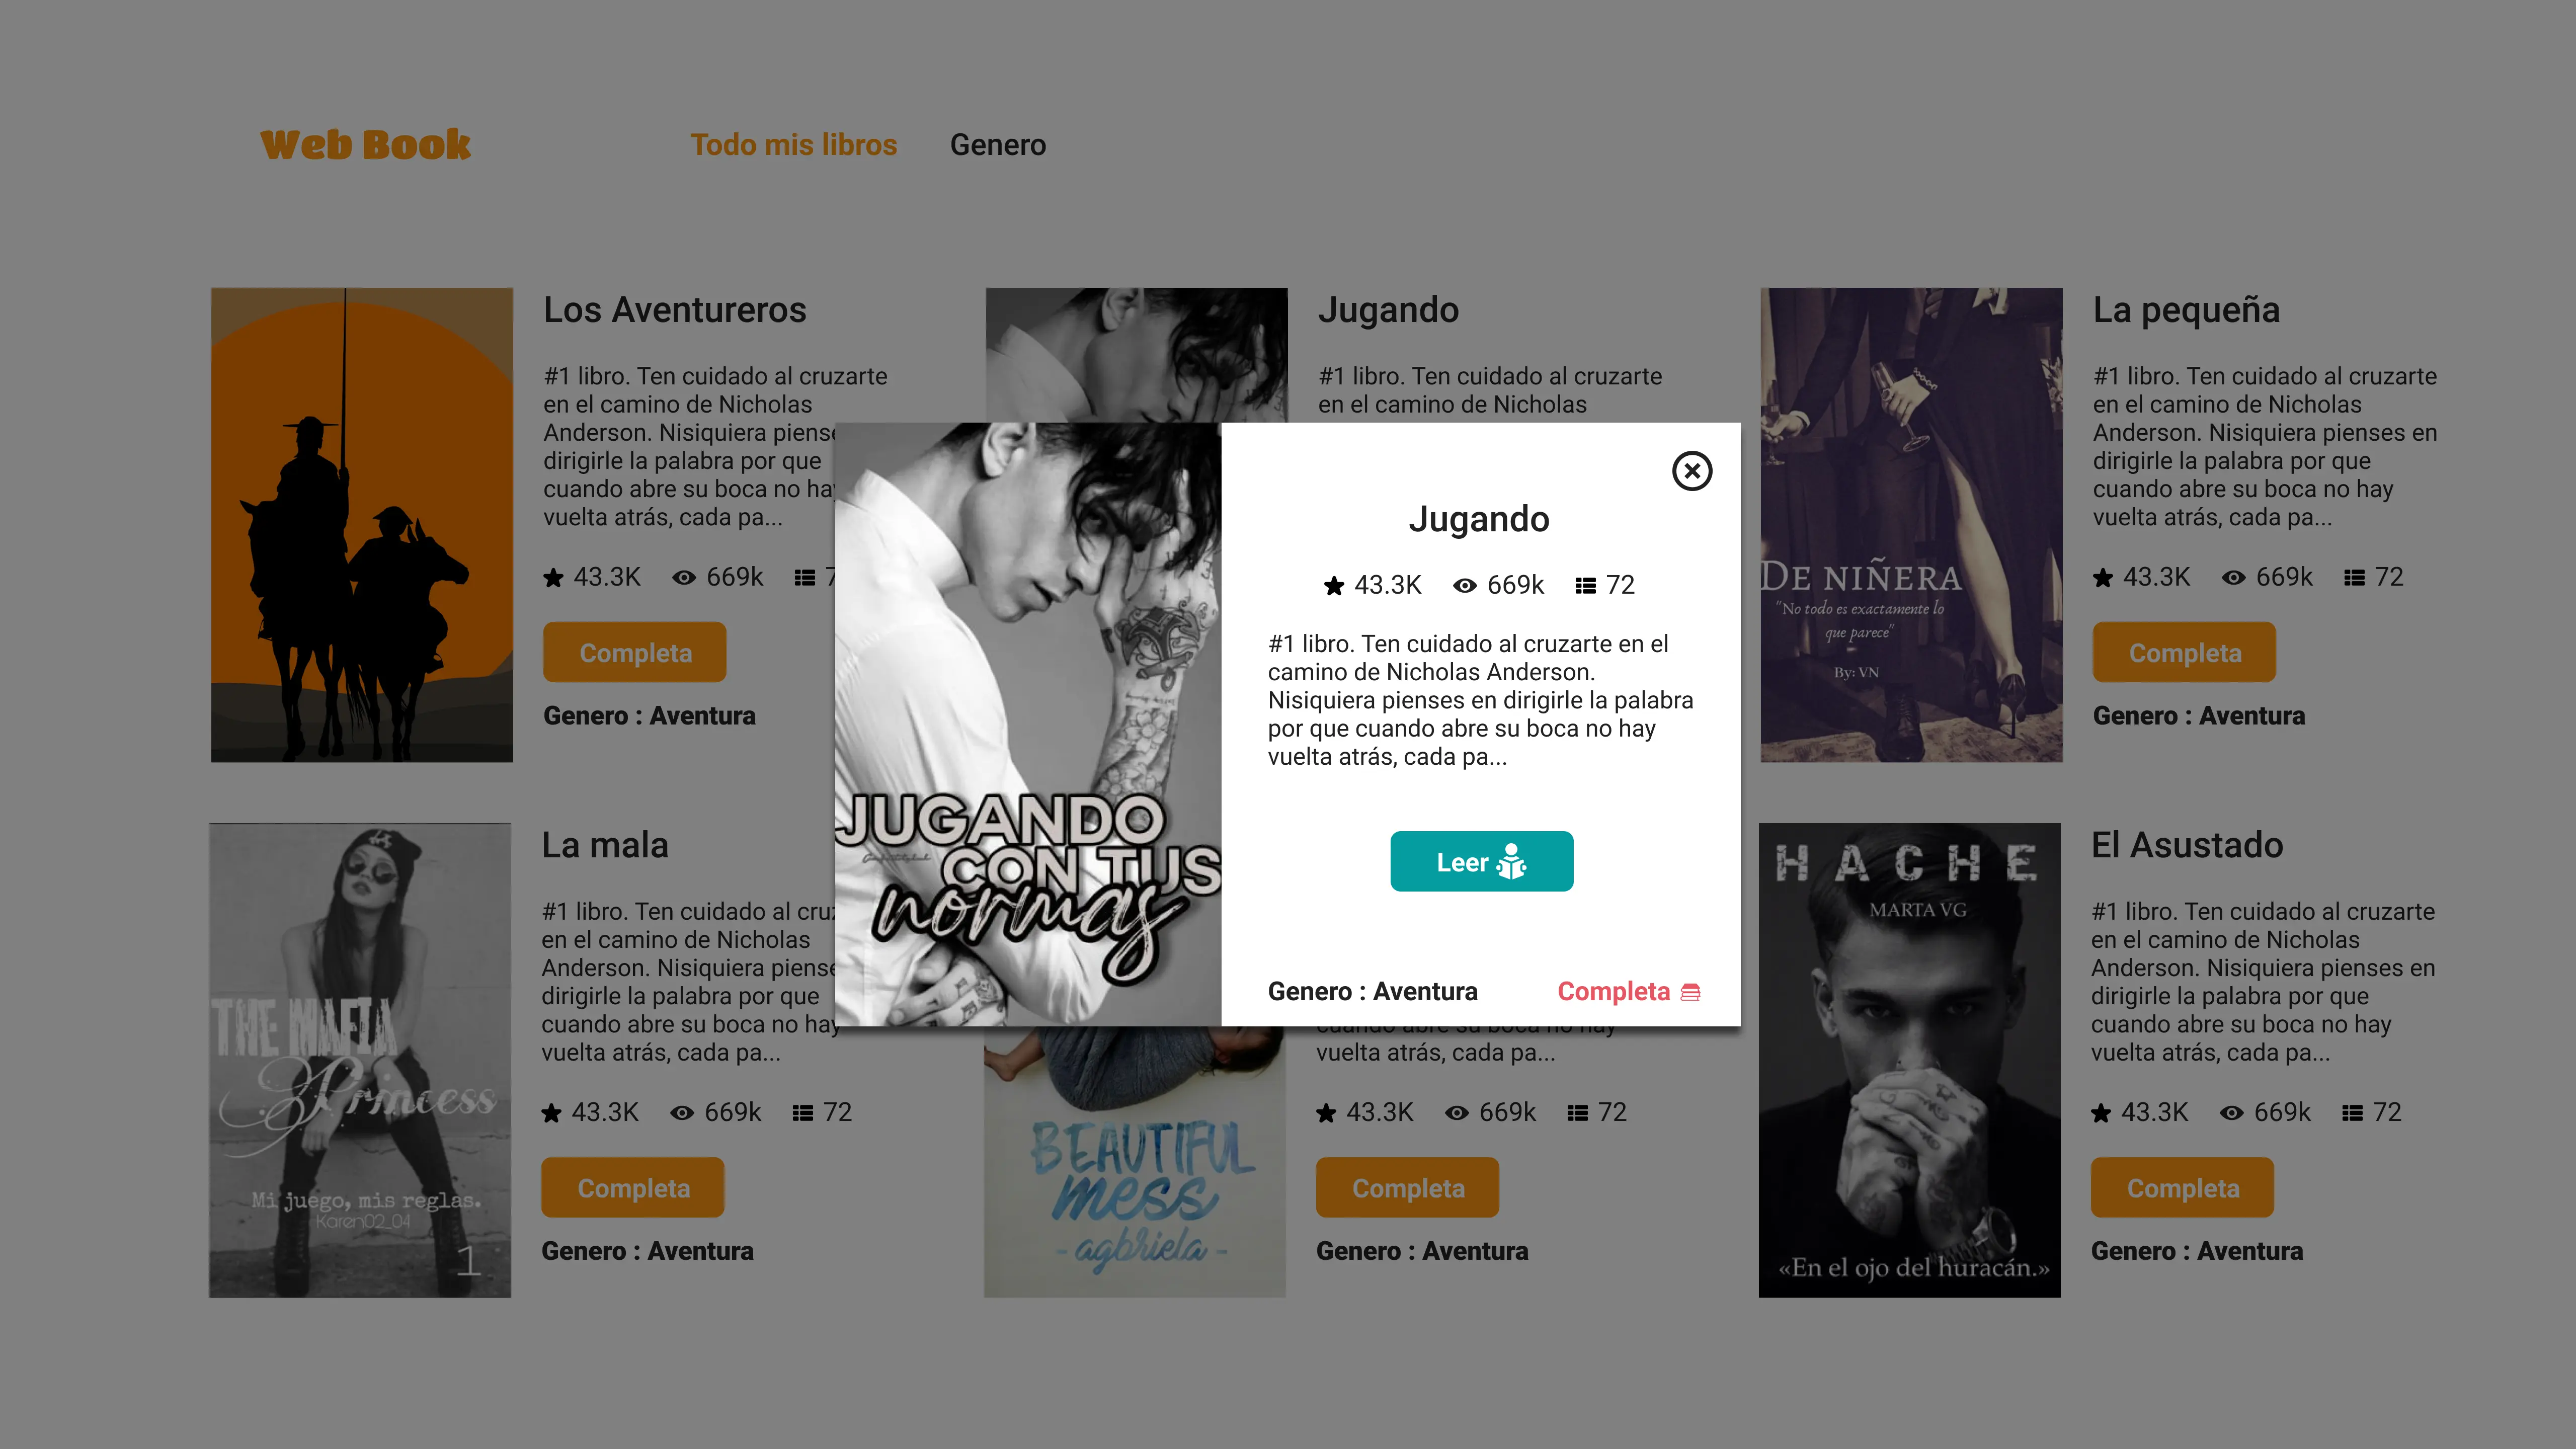 Web Book
Todo mis libros
Genero
Los Aventureros
#1 libro. Ten cuidado al cruzarte
en el camino de Nicholas
Anderson. Nisiquiera piense
dirigirle la palabra por que
cuando abre su boca no hay
vuelta atrás, cada pa...
43.3K
669k
7
Completa
Genero : Aventura
Jugando
#1 libro. Ten cuidado al cruzarte
en el camino de Nicholas
DE NIÑERA
"No todo es exactamente lo
que parece"
By: VN
La pequeña
#1 libro. Ten cuidado al cruzarte
en el camino de Nicholas
Anderson. Nisiquiera pienses en
dirigirle la palabra por que
cuando abre su boca no hay
vuelta atrás, cada pa...
43.3K
669k
72
Completa
Genero : Aventura
JUGANDO
CON TUS
normas
Jugando
43.3K
669k
72
#1 libro. Ten cuidado al cruzarte en el
camino de Nicholas Anderson.
Nisiquiera pienses en dirigirle la palabra
por que cuando abre su boca no hay
vuelta atrás, cada pa...
Leer
Genero : Aventura
Completa
THE MAFIA
Princess
Mi juego, mis reglas.
Karen02_04
1
La mala
#1 libro. Ten cuidado al cruz
en el camino de Nicholas
Anderson. Nisiquiera piense
dirigirle la palabra por que
cuando abre su boca no hay
vuelta atrás, cada pa...
43.3K
669k
72
Completa
Genero : Aventura
BEAUTIFUL
mess
- agbriela -
cuando abre su boca no hay
vuelta atrás, cada pa...
43.3K
669k
72
Completa
Genero : Aventura
HACHE
MARTA VG
«En el ojo del huracán.»
El Asustado
#1 libro. Ten cuidado al cruzarte
en el camino de Nicholas
Anderson. Nisiquiera pienses en
dirigirle la palabra por que
cuando abre su boca no hay
vuelta atrás, cada pa...
43.3K
669k
72
Completa
Genero : Aventura